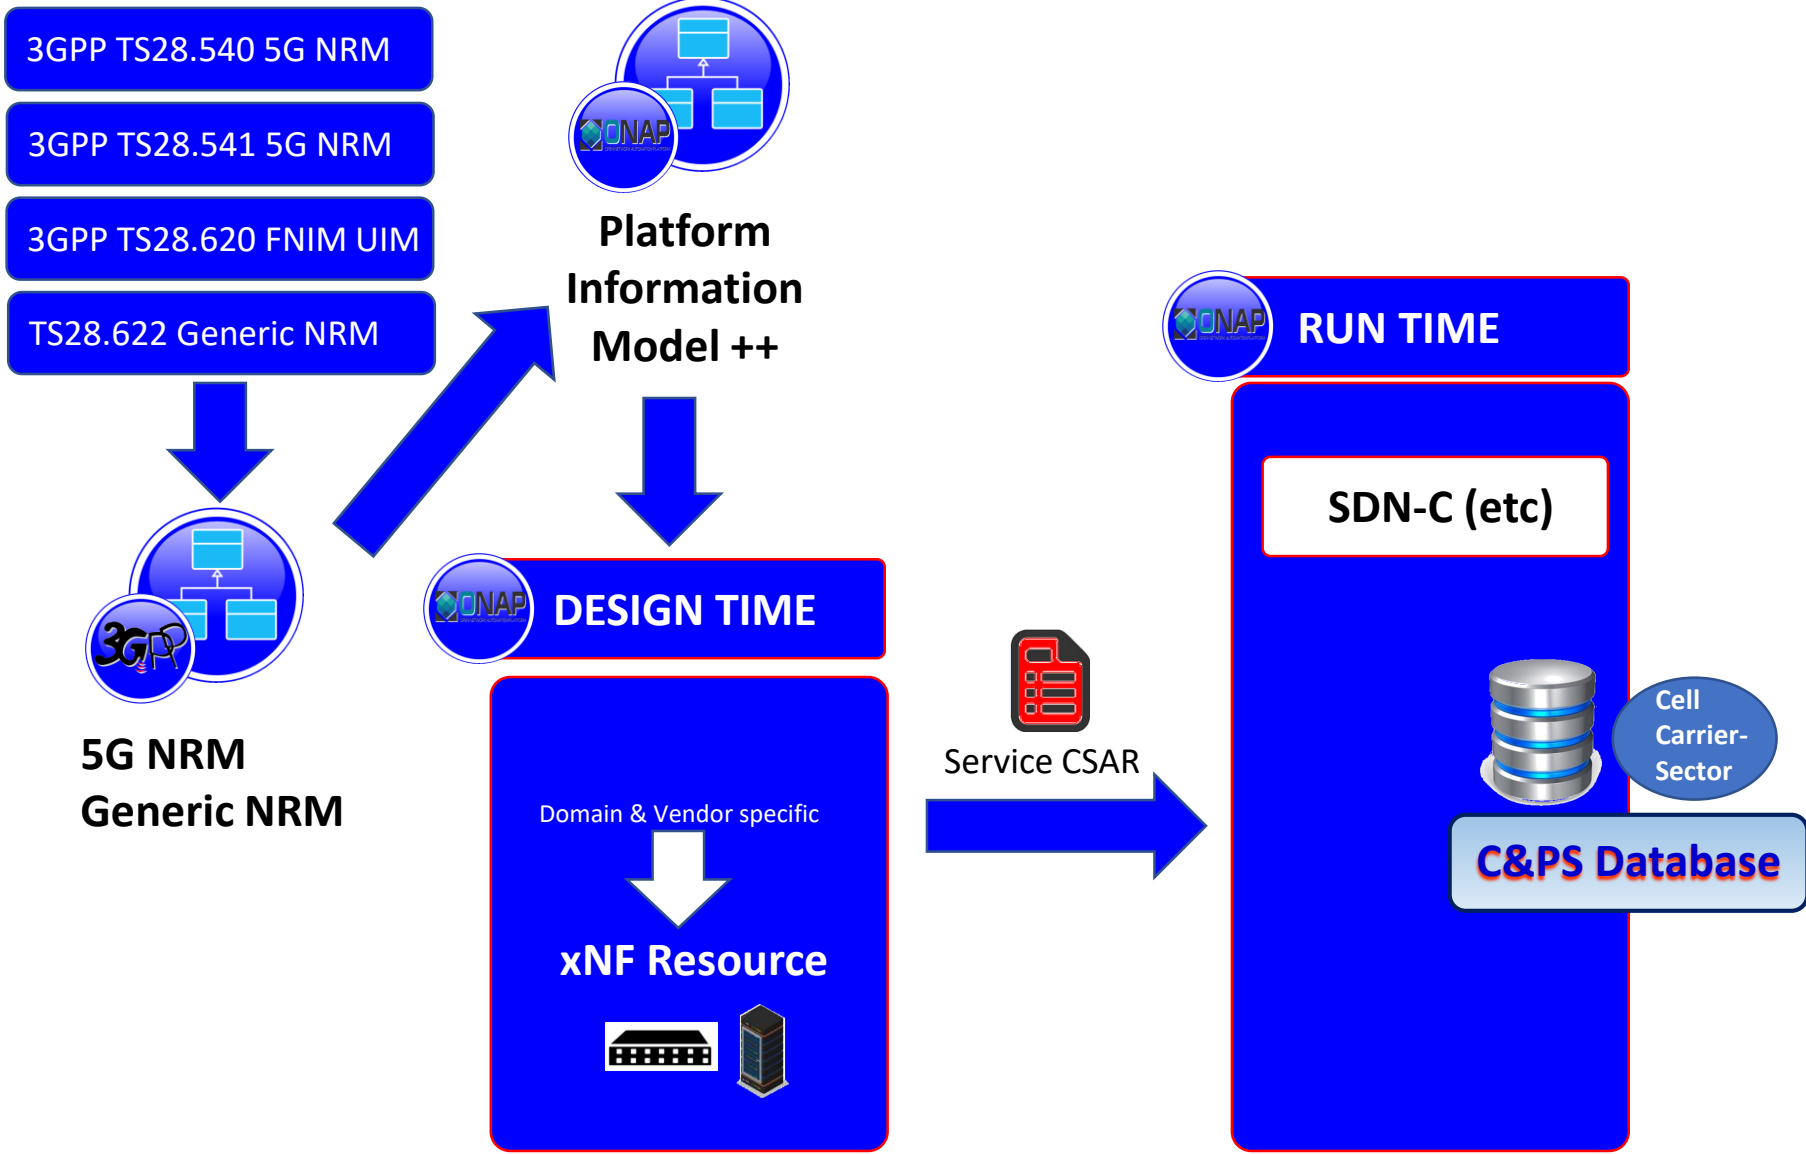 3GPP TS28.540 5G NRM
3GPP TS28.541 5G NRM
3GPP TS28.620 FNIM UIM
TS28.622 Generic NRM
3GPP
5G NRM
Generic NRM
ONAP
Platform
Information
Model ++
ONAP
DESIGN TIME
Domain & Vendor specific
xNF Resource
Service CSAR
ONAP
RUN TIME
SDN-C (etc)
Cell
Carrier-
Sector
C&PS Database